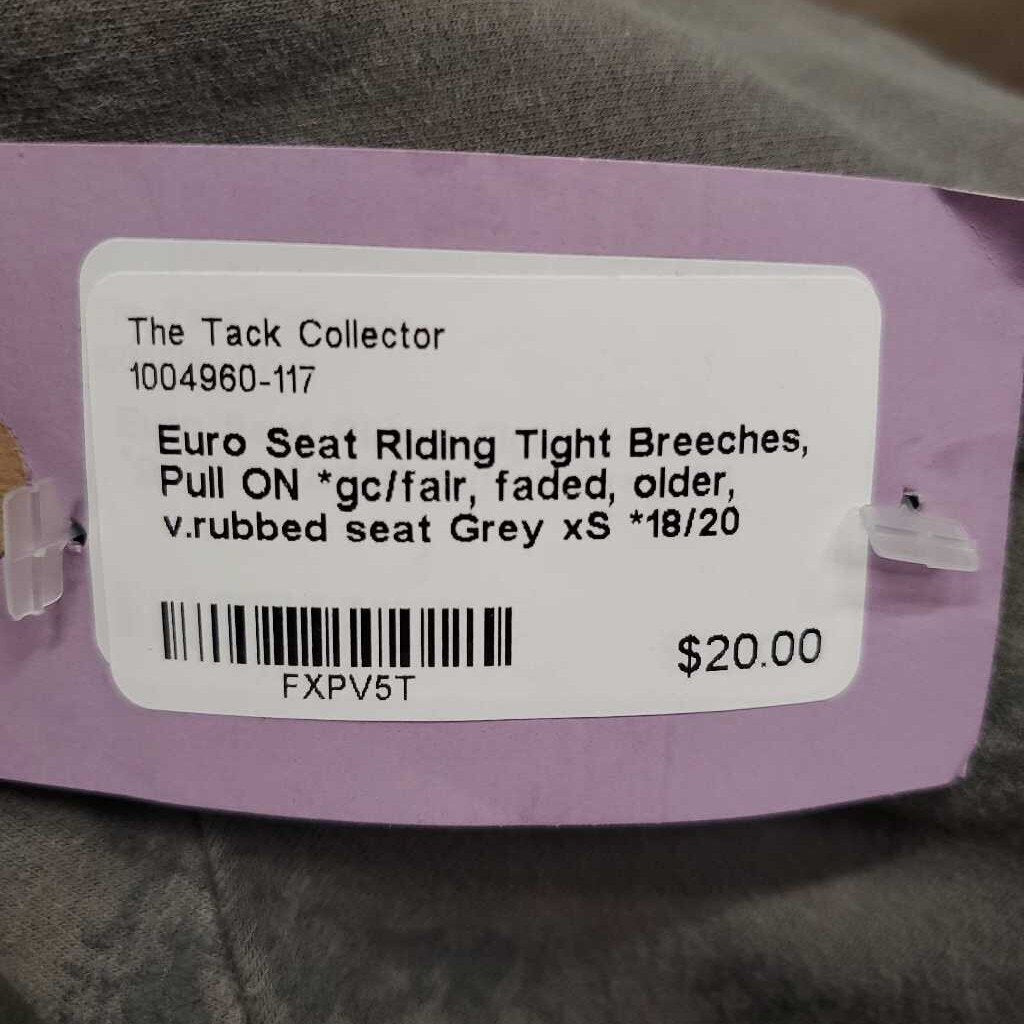 The Tack Collector
1004960-117
Euro Seat Riding Tight Breeches,
Pull ON *gc/fair, faded, older,
v.rubbed seat Grey xS *18/20
FXPV5T
$20.00